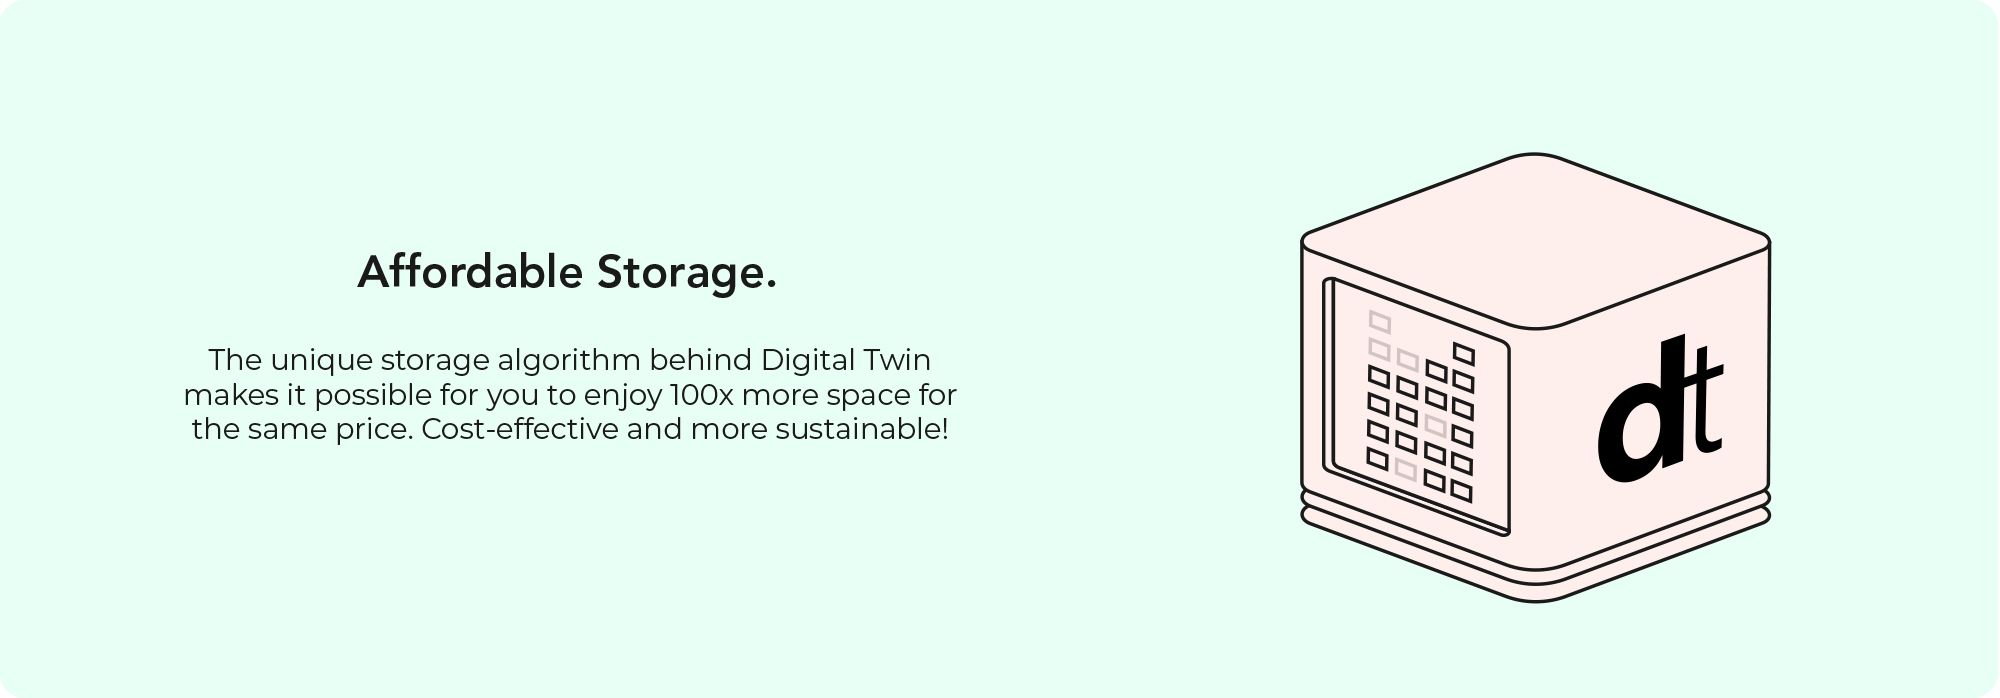 Affordable Storage.
The unique storage algorithm behind Digital Twin
makes it possible for you to enjoy 100x more space for
the same price. Cost-effective and more sustainable!
dt